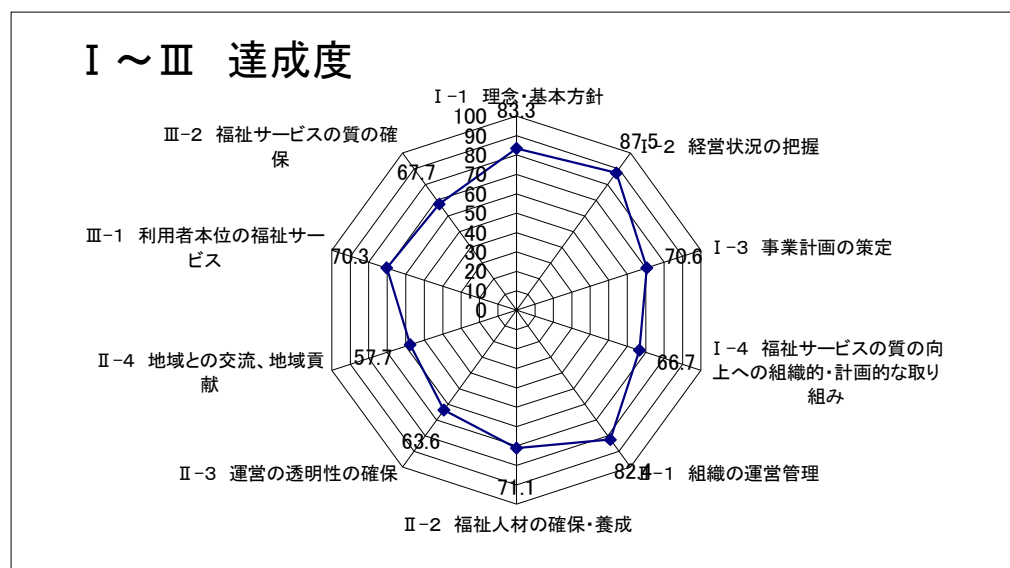 Ⅰ～Ⅲ 達成度
Ⅰ-1 理念・基本方針
83.3
Ⅰ-2 経営状況の把握
87.5
Ⅰ-3 事業計画の策定
70.6
Ⅰ-4 福祉サービスの質の向
上への組織的・計画的な取り
組み
66.7
Ⅱ-1 組織の運営管理
82.4
Ⅱ-2 福祉人材の確保・養成
71.1
Ⅱ-3 運営の透明性の確保
63.6
Ⅱ-4 地域との交流、地域貢
献
57.7
Ⅲ-1 利用者本位の福祉サー
ビス
70.3
Ⅲ-2 福祉サービスの質の確
保
67.7
100
90
80
70
60
50
40
30
20
10
0